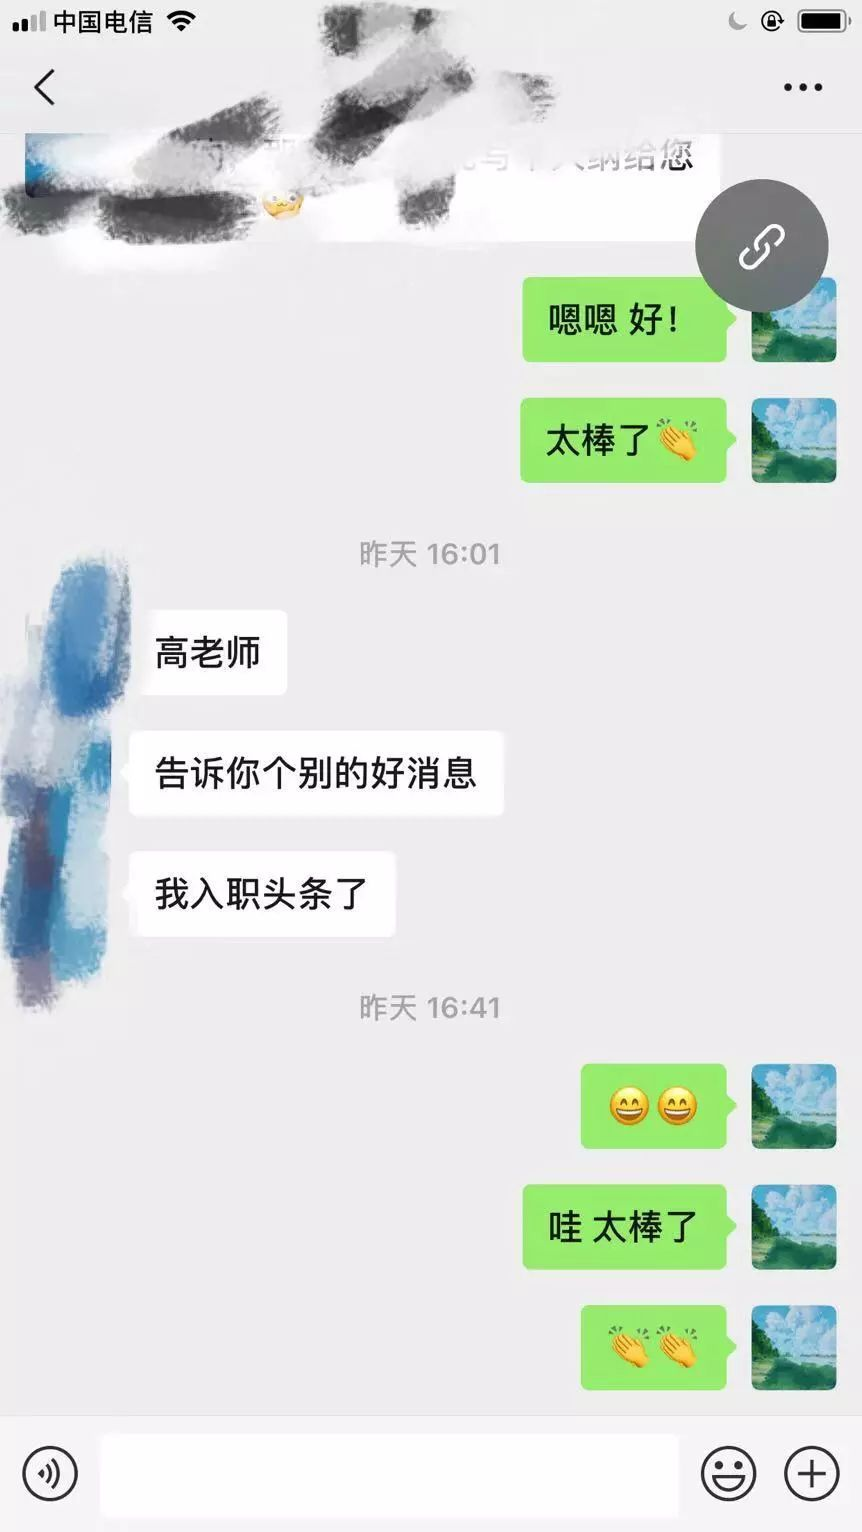 中国电信
大纲给您
嗯嗯 好！
太棒了👏
昨天 16:01
高老师
告诉你个别的好消息
我入职头条了
昨天 16:41
😄😄
哇 太棒了
👏👏